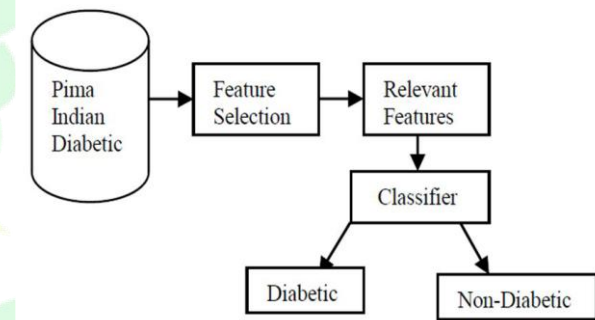 Pima
Indian
Diabetic
Feature
Selection
Relevant
Features
Classifier
Diabetic
Non-Diabetic